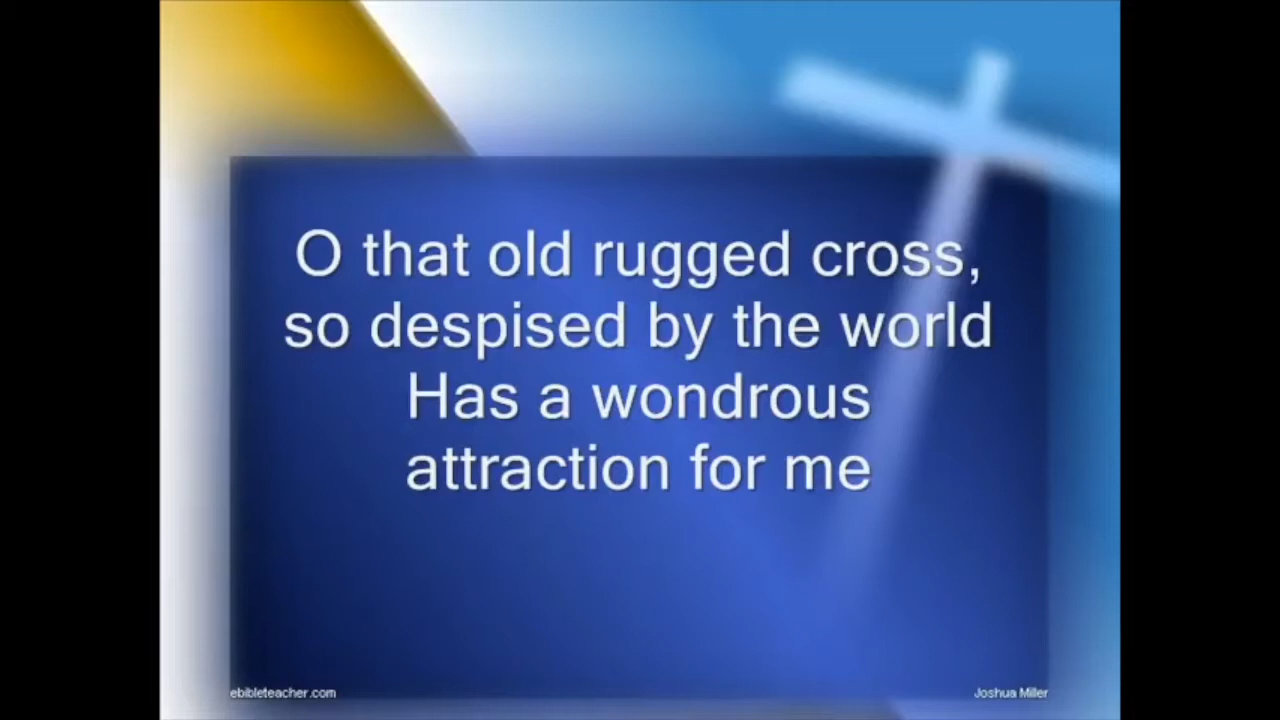 O that old rugged cross,
so despised by the world
Has a wondrous
attraction for me
ebibleteacher.com
Joshua Miller